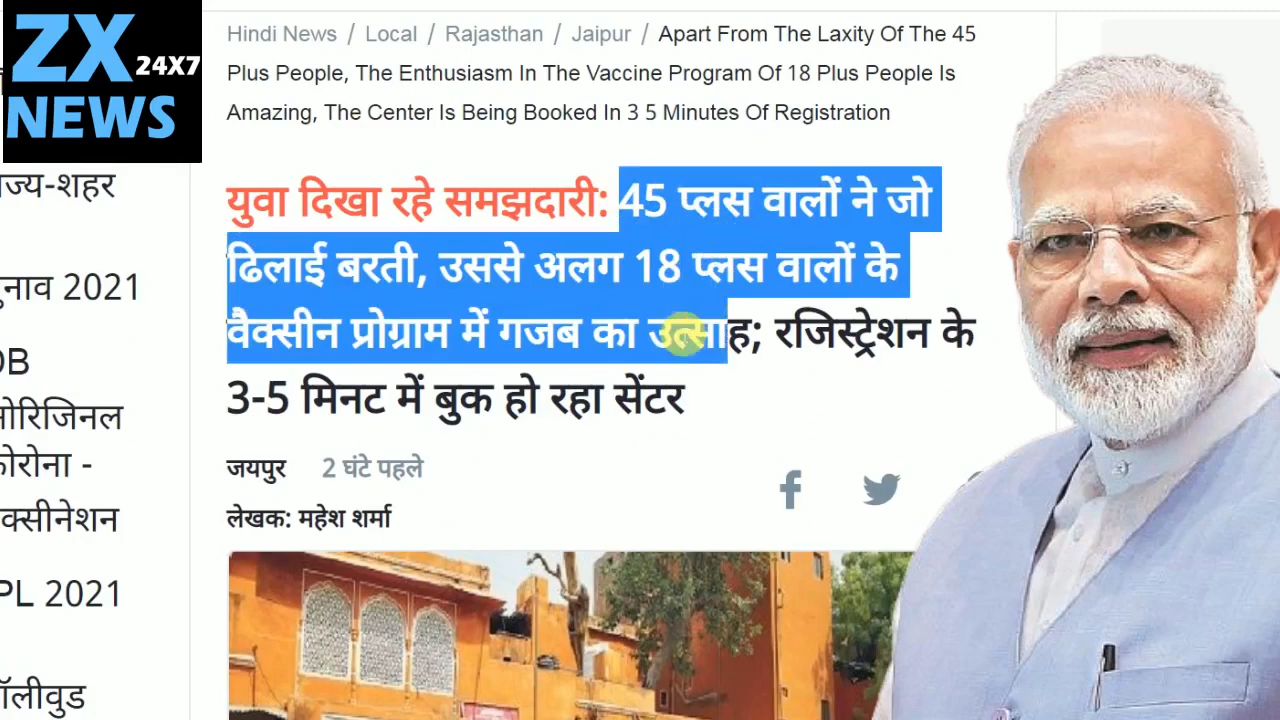 ZX
24X7
NEWS
Hindi News / Local / Rajasthan / Jaipur / Apart From The Laxity Of The 45
Plus People, The Enthusiasm In The Vaccine Program Of 18 Plus People Is
Amazing, The Center Is Being Booked In 3 5 Minutes Of Registration
युवा दिखा रहे समझदारी: 45 प्लस वालों ने जो
ढिलाई बरती, उससे अलग 18 प्लस वालों के
वैक्सीन प्रोग्राम में गजब का उत्साह; रजिस्ट्रेशन के
3-5 मिनट में बुक हो रहा सेंटर
जयपुर 2 घंटे पहले
लेखक: महेश शर्मा
ज्य-शहर
ुनाव 2021
DB
ोरिजिनल
ोरोना -
क्सीनेशन
PL 2021
ॉलीवुड